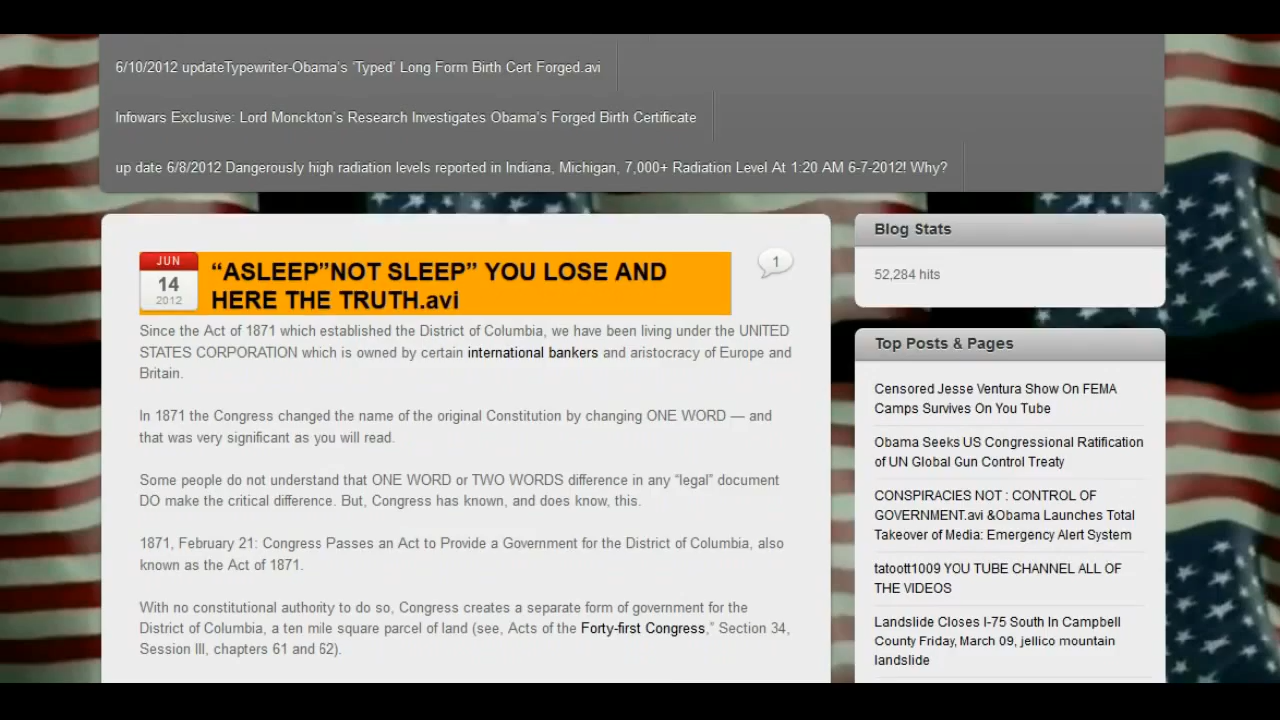 6/10/2012 updateTypewriter-Obama's 'Typed' Long Form Birth Cert Forged.avi
Infowars Exclusive: Lord Monckton's Research Investigates Obama's Forged Birth Certificate
up date 6/8/2012 Dangerously high radiation levels reported in Indiana, Michigan, 7,000+ Radiation Level At 1:20 AM 6-7-2012! Why?
JUN
14
2012
“ASLEEP”NOT SLEEP” YOU LOSE AND
HERE THE TRUTH.avi
1
Since the Act of 1871 which established the District of Columbia, we have been living under the UNITED
STATES CORPORATION which is owned by certain international bankers and aristocracy of Europe and
Britain.
In 1871 the Congress changed the name of the original Constitution by changing ONE WORD — and
that was very significant as you will read.
Some people do not understand that ONE WORD or TWO WORDS difference in any “legal” document
DO make the critical difference. But, Congress has known, and does know, this.
1871, February 21: Congress Passes an Act to Provide a Government for the District of Columbia, also
known as the Act of 1871.
With no constitutional authority to do so, Congress creates a separate form of government for the
District of Columbia, a ten mile square parcel of land (see, Acts of the Forty-first Congress,” Section 34,
Session III, chapters 61 and 62).
Blog Stats
52,284 hits
Top Posts & Pages
Censored Jesse Ventura Show On FEMA
Camps Survives On You Tube
Obama Seeks US Congressional Ratification
of UN Global Gun Control Treaty
CONSPIRACIES NOT : CONTROL OF
GOVERNMENT.avi &Obama Launches Total
Takeover of Media: Emergency Alert System
tatoott1009 YOU TUBE CHANNEL ALL OF
THE VIDEOS
Landslide Closes I-75 South In Campbell
County Friday, March 09, jellico mountain
landslide